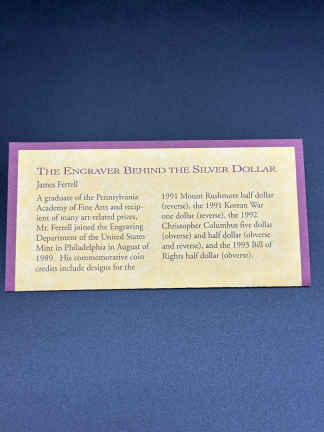 THE ENGRAVER BEHIND THE SILVER DOLLAR
James Ferrell
A graduate of the Pennsylvania
Academy of Fine Arts and recip-
ient of many art-related prizes,
Mr. Ferrell joined the Engraving
Department of the United States
Mint in Philadelphia in August of
1989. His commemorative coin
credits include designs for the
1991 Mount Rushmore half dollar
(reverse), the 1991 Korean War
one dollar (reverse), the 1992
Christopher Columbus five dollar
(obverse) and half dollar (obverse
and reverse), and the 1993 Bill of
Rights half dollar (obverse).